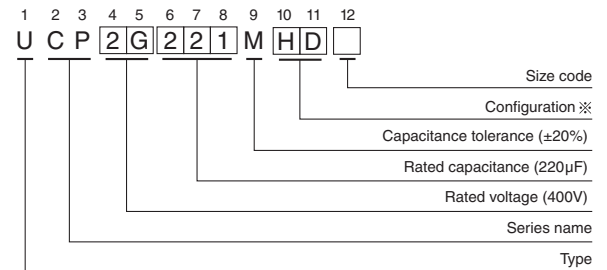 1 2 3 4 5 6 7 8 9 10 11 12
U C P 2 G 2 2 1 M H D
Size code
Configuration ※
Capacitance tolerance (±20%)
Rated capacitance (220µF)
Rated voltage (400V)
Series name
Type